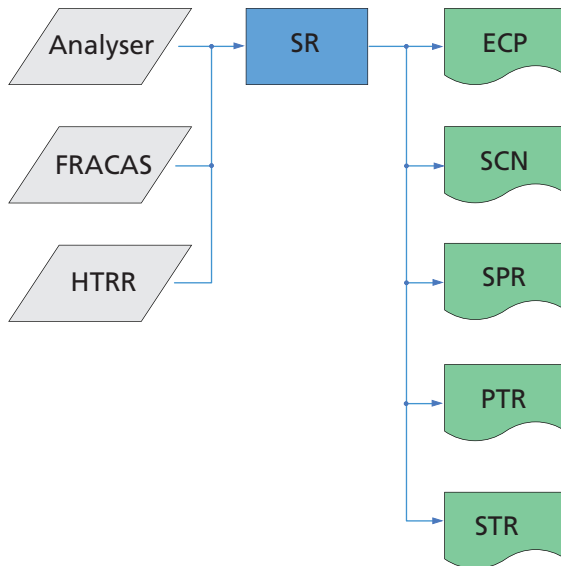 Analyser
SR
ECP
FRACAS
SCN
HTRR
SPR
PTR
STR